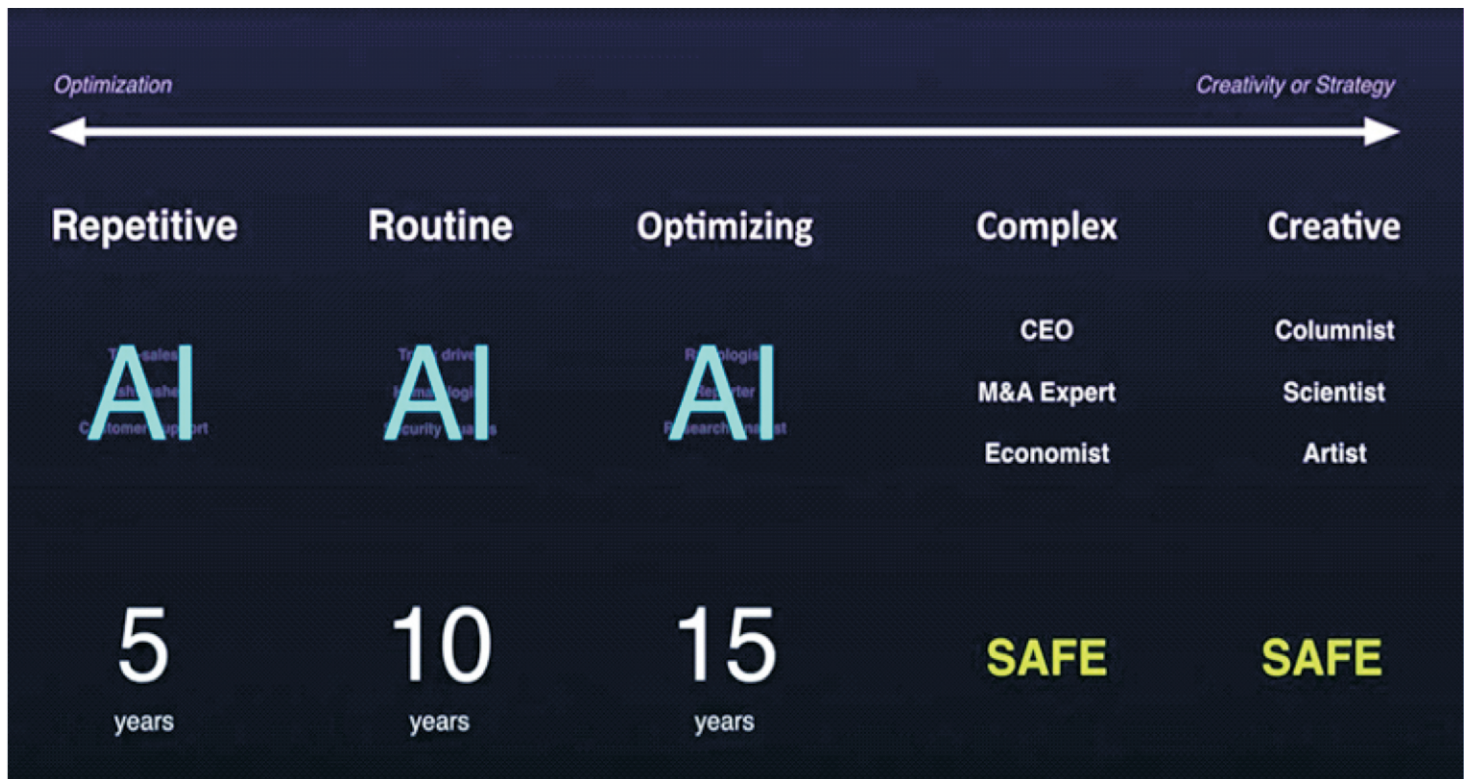 Optimization
Creativity or Strategy
Repetitive
Routine
Optimizing
Complex
Creative
AI
AI
AI
CEO
M&A Expert
Economist
Columnist
Scientist
Artist
5
years
10
years
15
years
SAFE
SAFE